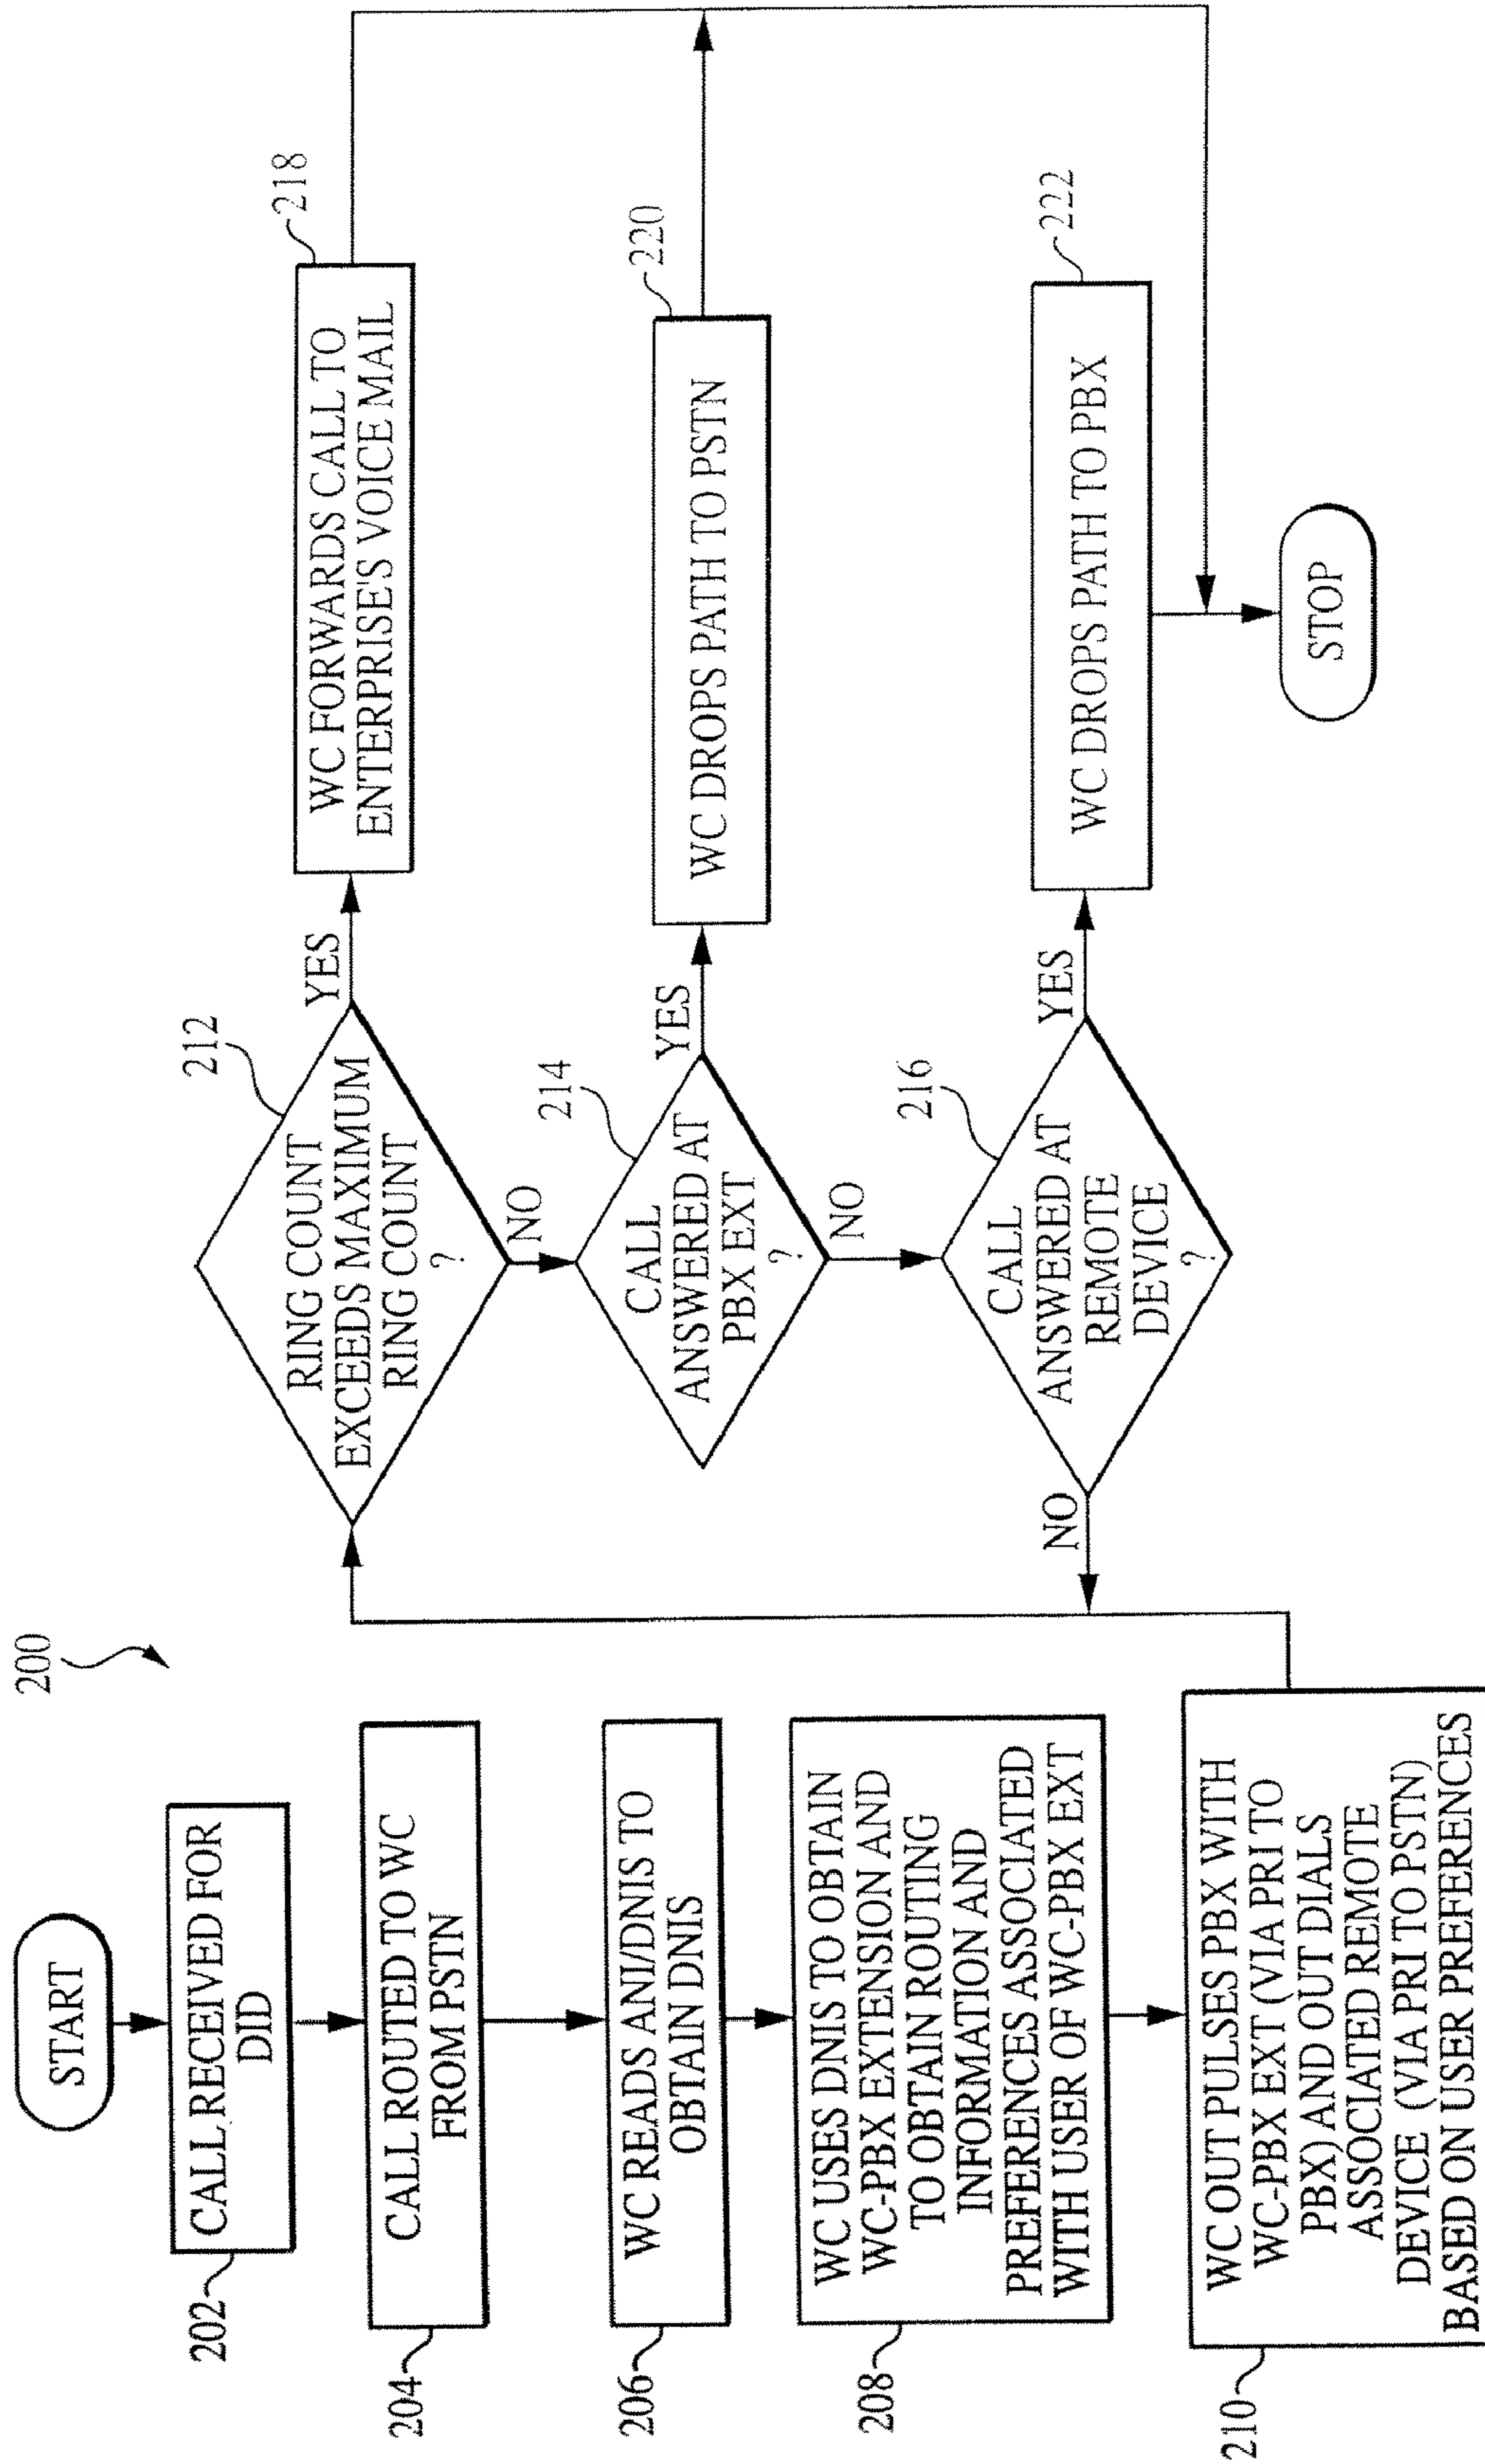 200
START
CALL RECEIVED FOR
DID
202
CALL ROUTED TO WC
FROM PSTN
204
WC READS ANI/DNIS TO
OBTAIN DNIS
206
WC USES DNIS TO OBTAIN
WC-PBX EXTENSION AND
TO OBTAIN ROUTING
INFORMATION AND
PREFERENCES ASSOCIATED
WITH USER OF WC-PBX EXT
208
WC OUT PULSES PBX WITH
WC-PBX EXT (VIA PRI TO
PBX) AND OUT DIALS
ASSOCIATED REMOTE
DEVICE (VIA PRI TO PSTN)
BASED ON USER PREFERENCES
210
212
RING COUNT
EXCEEDS MAXIMUM
RING COUNT
?
YES
NO
218
WC FORWARDS CALL TO
ENTERPRISE'S VOICE MAIL
214
CALL
ANSWERED AT
PBX EXT
?
YES
NO
220
WC DROPS PATH TO PSTN
216
CALL
ANSWERED AT
REMOTE
DEVICE
?
YES
NO
222
WC DROPS PATH TO PBX
STOP